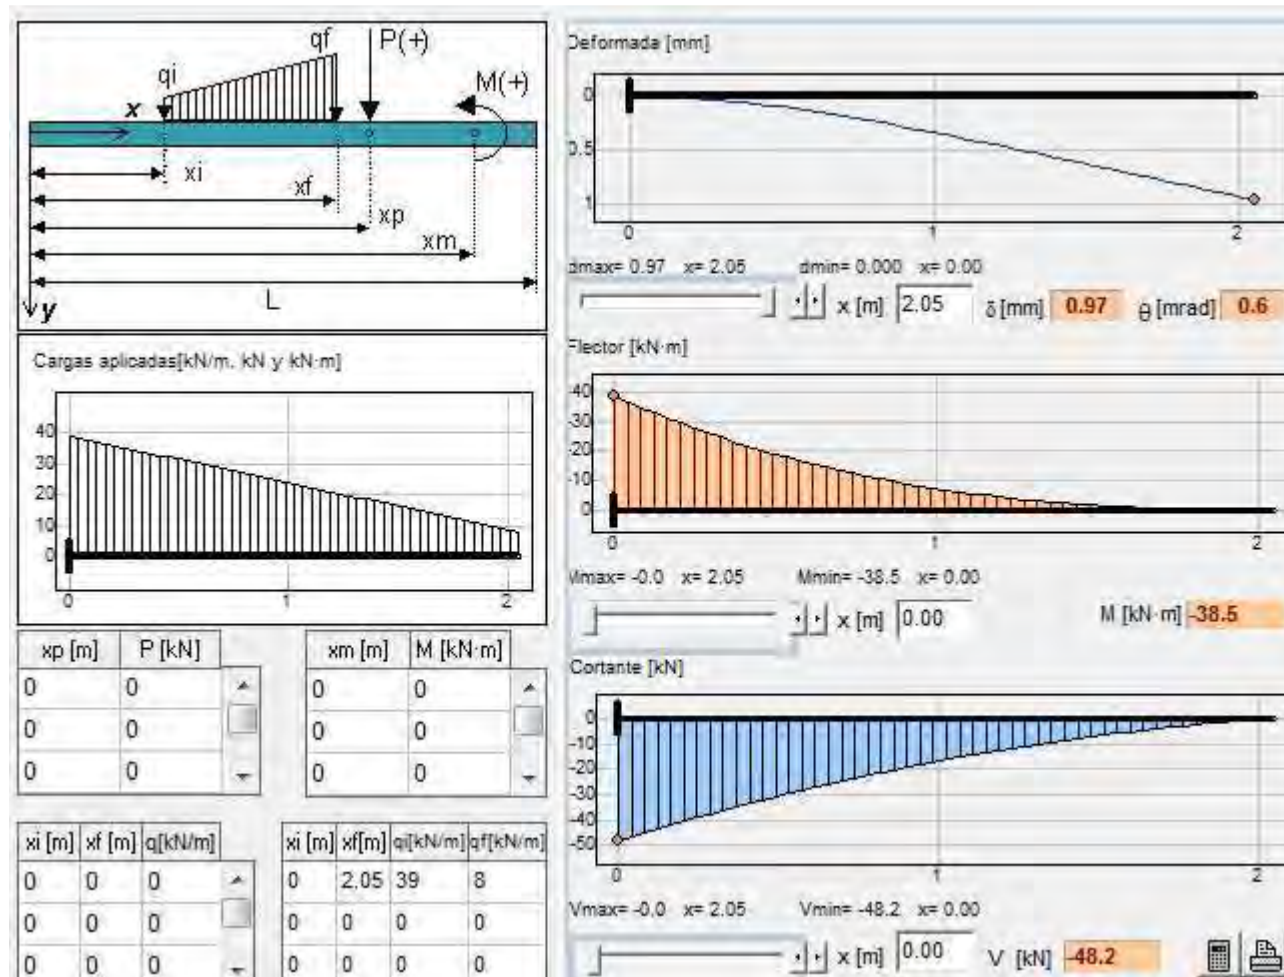 qi
qf
P(+)
M(+)
x
xi
xf
xp
xm
L
y
Cargas aplicadas[kN/m. kN y kN·m]
40
30
20
10
0
0 1 2
xp [m] P [kN]
0 0
0 0
0 0
xm [m] M [kN·m]
0 0
0 0
0 0
xi [m] xf [m] q[kN/m]
0 0 0
0 0 0
0 0 0
xi [m] xf[m] qi[kN/m] qf[kN/m]
0 2.05 39 8
0 0 0 0
0 0 0 0
Deformada [mm]
0
0.5
1
0 1 2
dmax= 0.97 x= 2.05 dmin= 0.000 x= 0.00
x [m] 2.05 δ [mm] 0.97 θ [mrad] 0.6
Flector [kN·m]
-40
-30
-20
-10
0
0 1 2
Mmax= -0.0 x= 2.05 Mmin= -38.5 x= 0.00
x [m] 0.00 M [kN·m] -38.5
Cortante [kN]
0
-10
-20
-30
-40
-50
0 1 2
Vmax= -0.0 x= 2.05 Vmin= -48.2 x= 0.00
x [m] 0.00 V [kN] -48.2